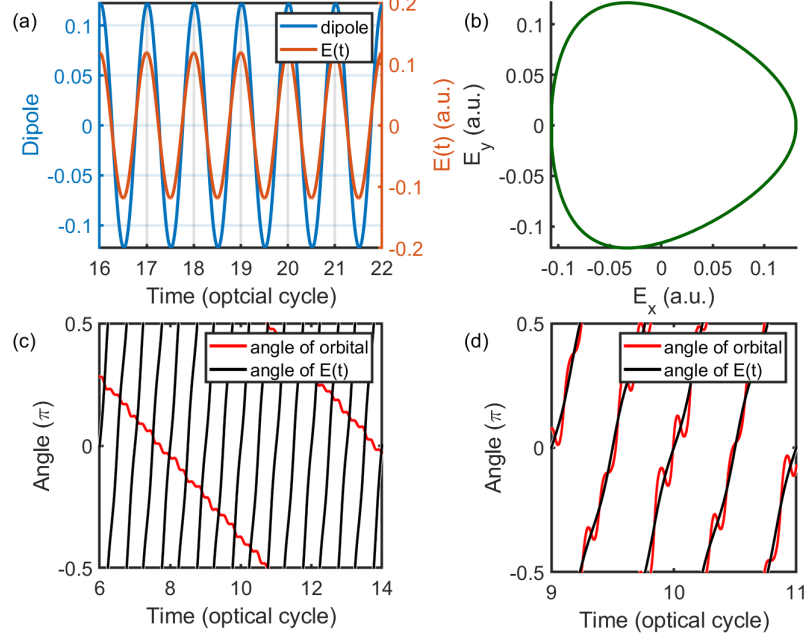 (a)
dipole
E(t)
0.1
0.05
0
-0.05
-0.1
Dipole
0.2
0.1
0
-0.1
-0.2
E(t) (a.u.)
16 17 18 19 20 21 22
Time (optcial cycle)
(b)
0.1
0.05
0
-0.05
-0.1
E_y (a.u.)
-0.1 -0.05 0 0.05 0.1
E_x (a.u.)
(c)
angle of orbital
angle of E(t)
0.5
0
-0.5
Angle (π)
6 8 10 12 14
Time (optical cycle)
(d)
angle of orbital
angle of E(t)
0.5
0
-0.5
Angle (π)
9 10 11
Time (optical cycle)